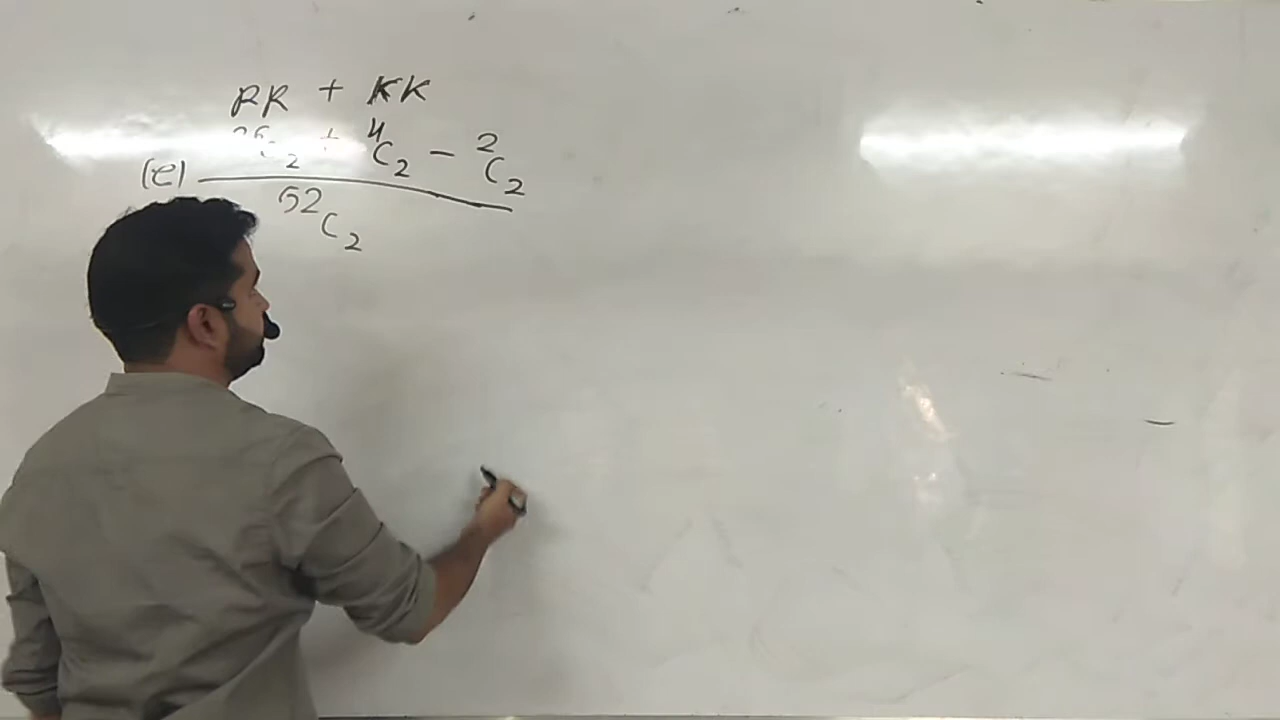 RR + KK
(e) ²⁶C₂ + ⁴C₂ - ²C₂
⁵²C₂